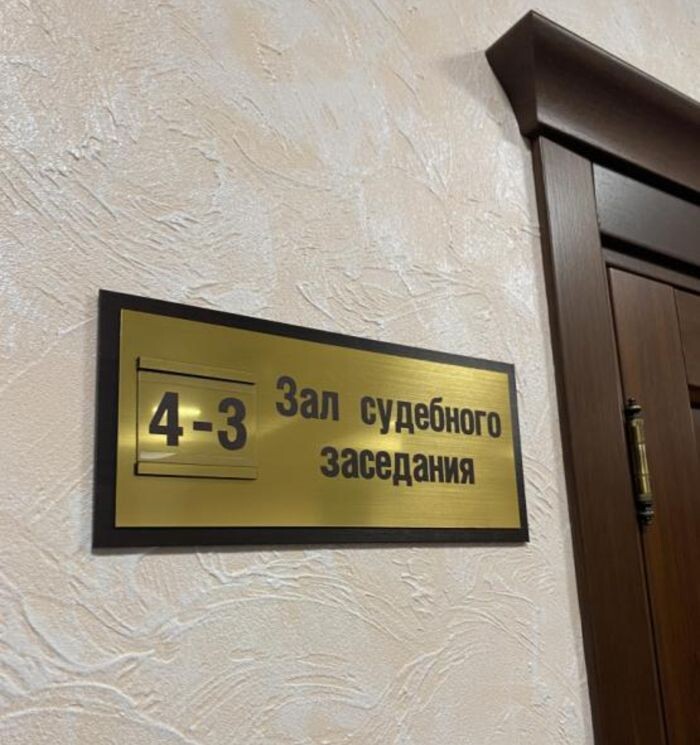 4-3
Зал судебного
заседания